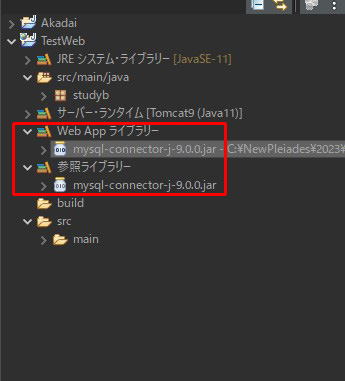 Akadai
TestWeb
JRE システム・ライブラリー [JavaSE-11]
src/main/java
studyb
サーバー・ランタイム [Tomcat9 (Java11)]
Web App ライブラリー
mysql-connector-j-9.0.0.jar - C:¥NewPleiades¥2023¥
参照ライブラリー
mysql-connector-j-9.0.0.jar
build
src
main